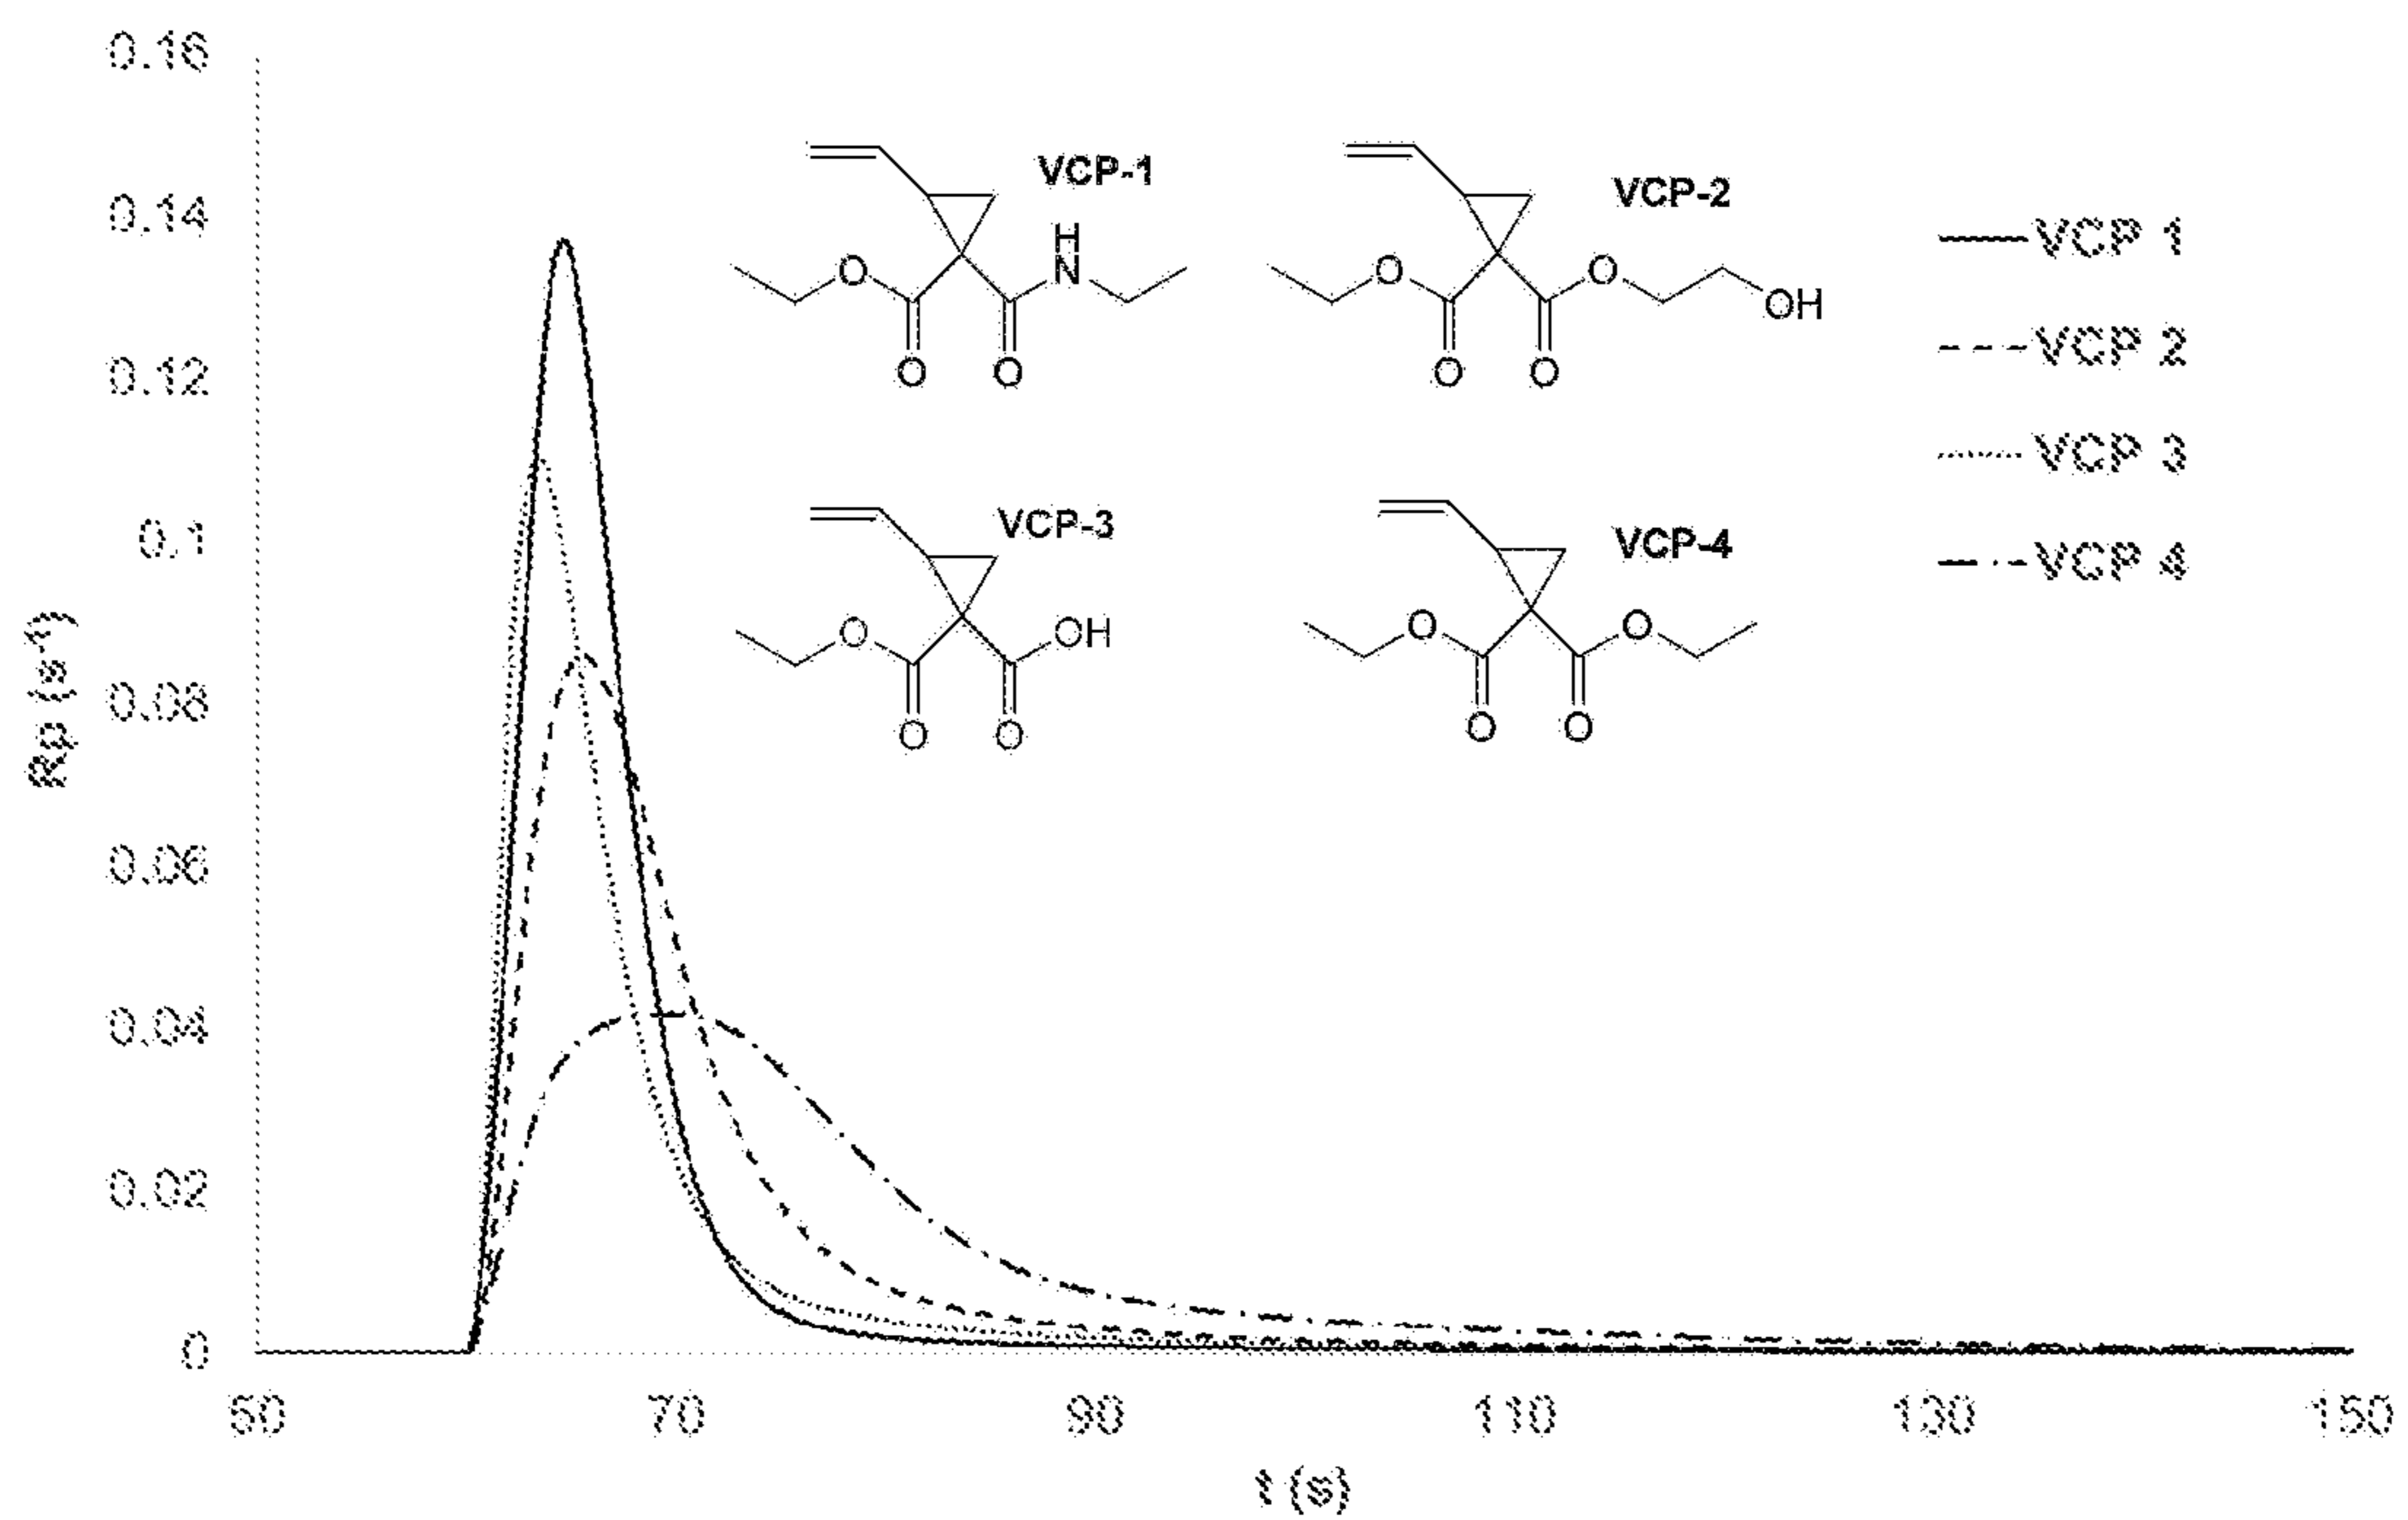 0.16
0.14
0.12
0.1
0.08
0.06
0.04
0.02
0
Rp (s-1)
50
70
90
110
130
150
t (s)
VCP-1
H
N
O
O
O
VCP-2
O
O
OH
O
O
VCP-3
O
OH
O
O
VCP-4
O
O
O
O
VCP 1
VCP 2
VCP 3
VCP 4